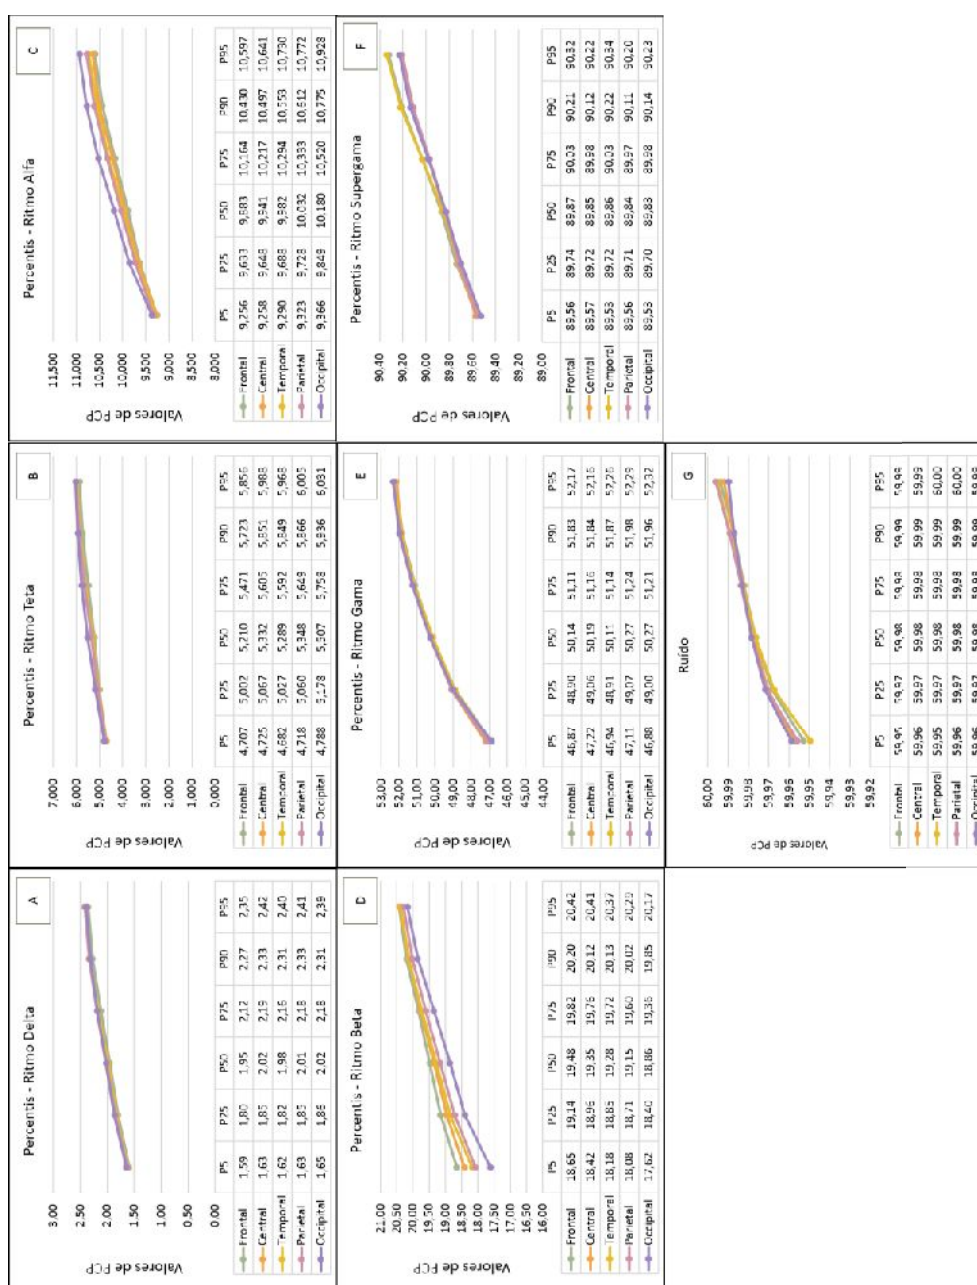 A
Percentis - Ritmo Delta
Valores de PCP
3,00
2,50
2,00
1,50
1,00
0,50
0,00
P5 P25 P50 P75 P90 P95
Frontal 1,59 1,80 1,95 2,12 2,27 2,35
Central 1,63 1,85 2,02 2,19 2,33 2,42
Temporal 1,62 1,82 1,98 2,16 2,31 2,40
Parietal 1,63 1,85 2,01 2,18 2,33 2,41
Occipital 1,65 1,86 2,02 2,18 2,31 2,39
B
Percentis - Ritmo Teta
Valores de PCP
7,000
6,000
5,000
4,000
3,000
2,000
1,000
0,000
P5 P25 P50 P75 P90 P95
Frontal 4,707 5,002 5,210 5,471 5,723 5,856
Central 4,725 5,067 5,332 5,605 5,851 5,988
Temporal 4,682 5,027 5,289 5,592 5,849 5,968
Parietal 4,718 5,060 5,348 5,649 5,866 6,005
Occipital 4,788 5,178 5,507 5,758 5,936 6,031
C
Percentis - Ritmo Alfa
Valores de PCP
11,500
11,000
10,500
10,000
9,500
9,000
8,500
8,000
P5 P25 P50 P75 P90 P95
Frontal 9,256 9,633 9,883 10,164 10,430 10,597
Central 9,258 9,648 9,941 10,217 10,497 10,641
Temporal 9,290 9,688 9,982 10,294 10,553 10,730
Parietal 9,323 9,728 10,032 10,333 10,612 10,772
Occipital 9,366 9,849 10,180 10,520 10,775 10,928
D
Percentis - Ritmo Beta
Valores de PCP
21,00
20,50
20,00
19,50
19,00
18,50
18,00
17,50
17,00
16,50
16,00
P5 P25 P50 P75 P90 P95
Frontal 18,65 19,14 19,48 19,82 20,20 20,42
Central 18,42 18,96 19,35 19,76 20,12 20,41
Temporal 18,18 18,85 19,28 19,72 20,13 20,37
Parietal 18,08 18,71 19,15 19,60 20,02 20,29
Occipital 17,62 18,40 18,86 19,36 19,85 20,17
E
Percentis - Ritmo Gama
Valores de PCP
53,00
52,00
51,00
50,00
49,00
48,00
47,00
46,00
45,00
44,00
P5 P25 P50 P75 P90 P95
Frontal 46,87 48,90 50,14 51,11 51,83 52,17
Central 47,22 49,06 50,19 51,16 51,84 52,16
Temporal 46,94 48,91 50,11 51,14 51,87 52,26
Parietal 47,11 49,07 50,27 51,24 51,98 52,29
Occipital 46,88 49,00 50,27 51,21 51,96 52,32
F
Percentis - Ritmo Supergama
Valores de PCP
90,40
90,20
90,00
89,80
89,60
89,40
89,20
89,00
P5 P25 P50 P75 P90 P95
Frontal 89,56 89,74 89,87 90,03 90,21 90,32
Central 89,57 89,72 89,85 89,98 90,12 90,22
Temporal 89,53 89,72 89,86 90,03 90,22 90,34
Parietal 89,56 89,71 89,84 89,97 90,11 90,20
Occipital 89,53 89,70 89,83 89,98 90,14 90,23
G
Ruído
Valores de PCP
60,00
59,99
59,98
59,97
59,96
59,95
59,94
59,93
59,92
P5 P25 P50 P75 P90 P95
Frontal 59,95 59,97 59,98 59,98 59,99 59,99
Central 59,96 59,97 59,98 59,98 59,99 59,99
Temporal 59,95 59,97 59,98 59,98 59,99 60,00
Parietal 59,96 59,97 59,98 59,98 59,99 60,00
Occipital 59,96 59,97 59,98 59,98 59,99 59,99